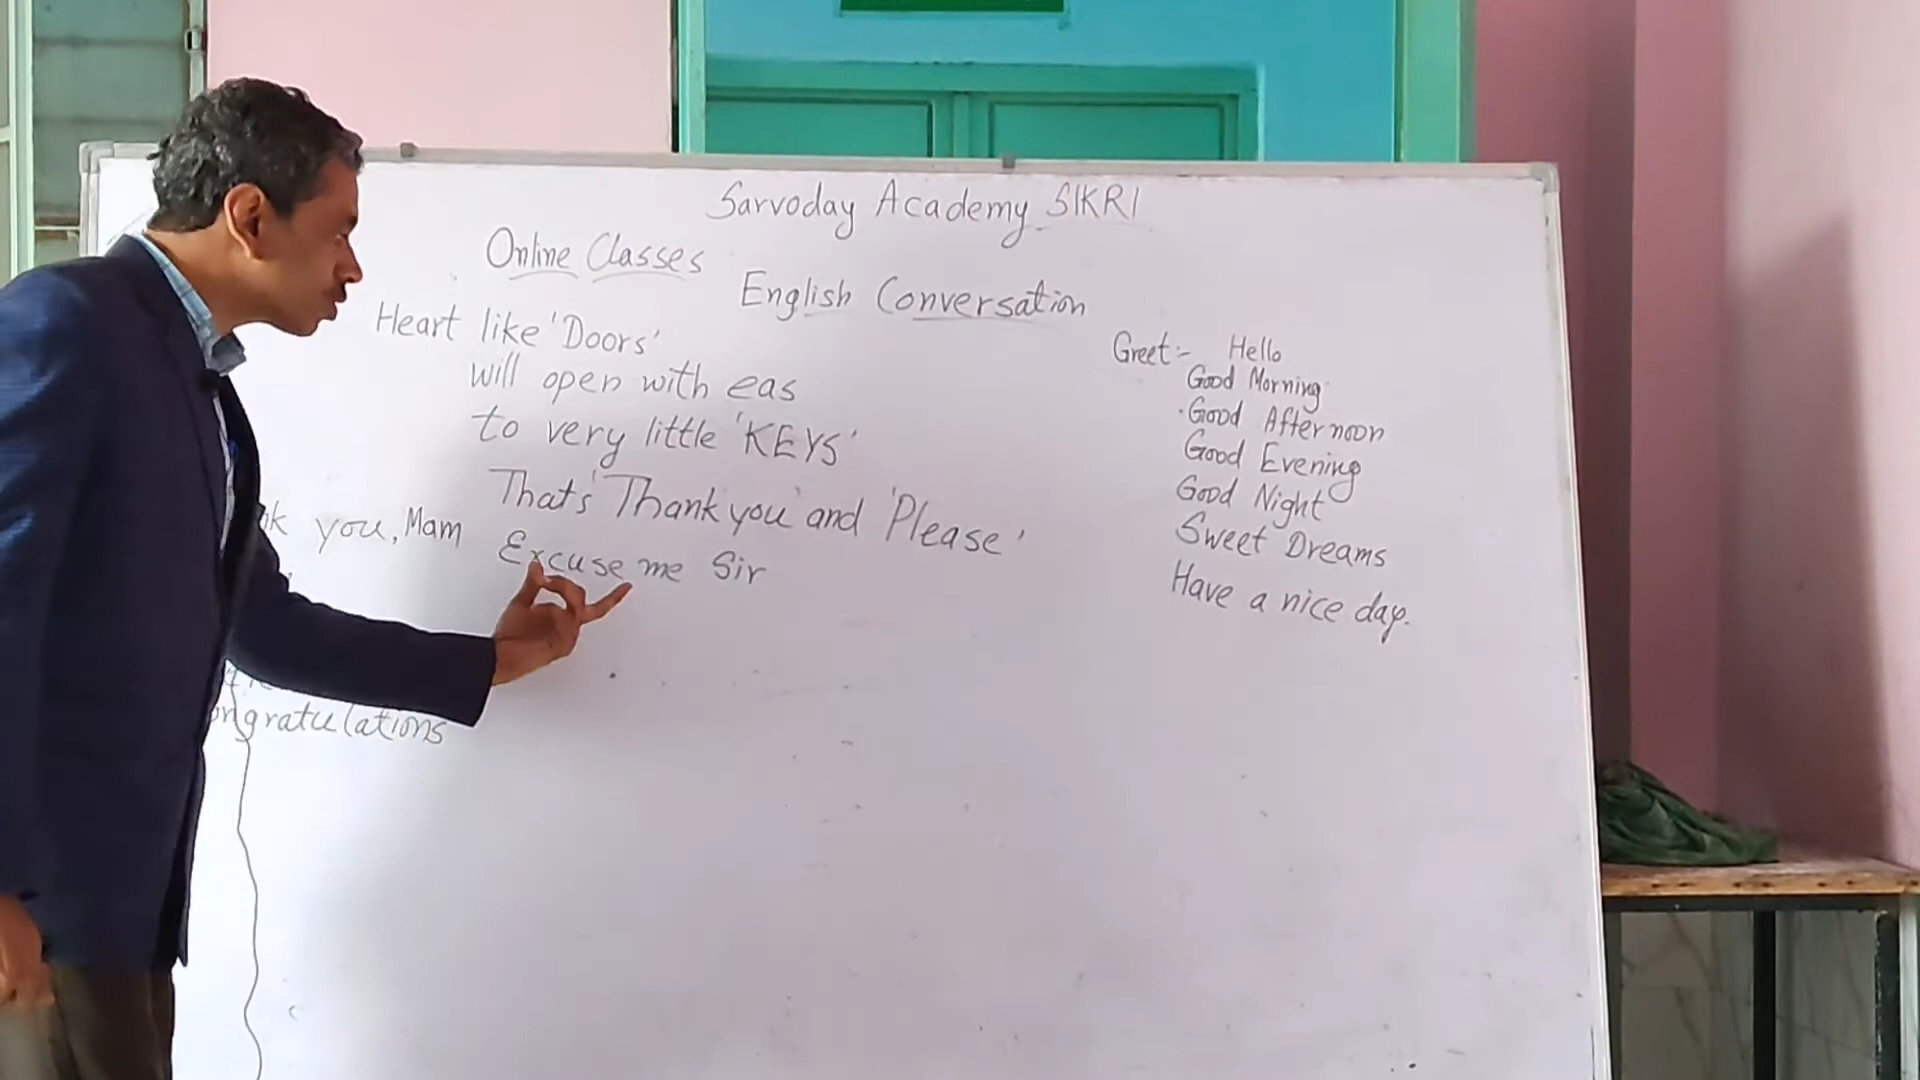 Sarvoday Academy SIKRI
Online Classes
English Conversation
Heart like 'Doors'
will open with eas
to very little 'KEYS'
That's 'Thank you' and 'Please'
you, Mam
Excuse me Sir
ongratulations
Greet:- Hello
Good Morning
Good Afternoon
Good Evening
Good Night
Sweet Dreams
Have a nice day.